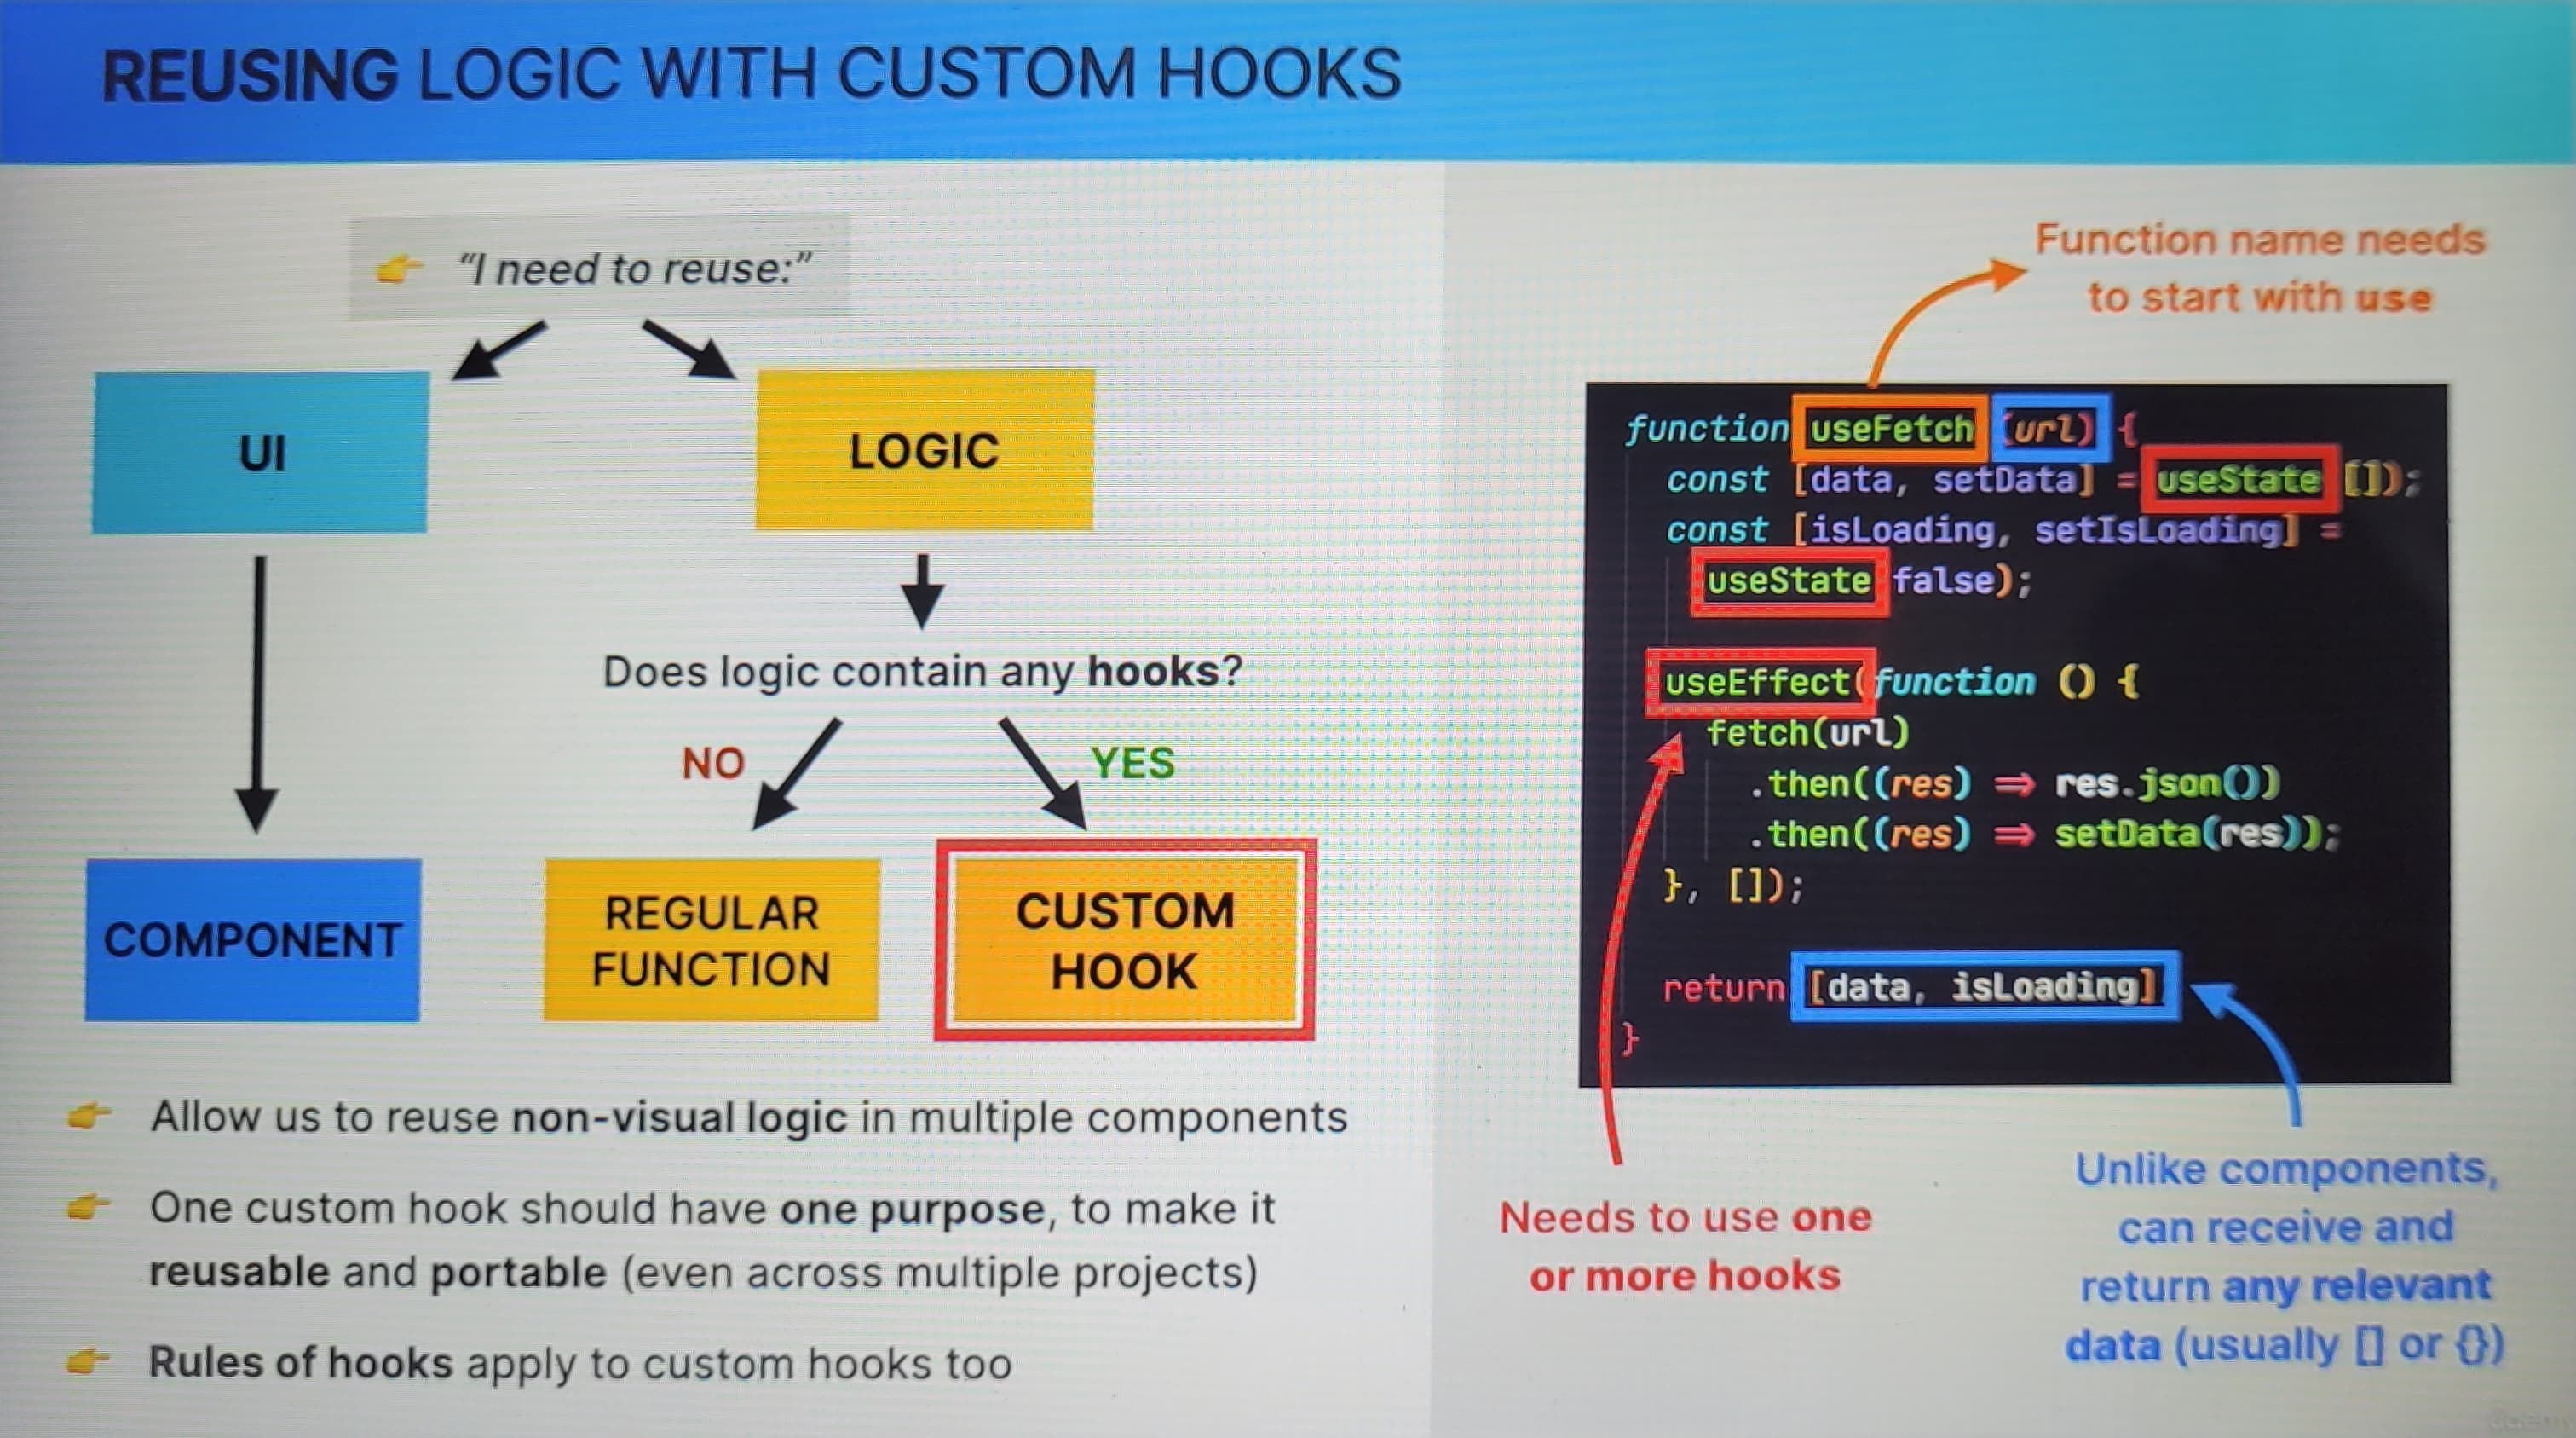 REUSING LOGIC WITH CUSTOM HOOKS
"I need to reuse:"
UI
LOGIC
Does logic contain any hooks?
NO
YES
COMPONENT
REGULAR
FUNCTION
CUSTOM
HOOK
Allow us to reuse non-visual logic in multiple components
One custom hook should have one purpose, to make it
reusable and portable (even across multiple projects)
Rules of hooks apply to custom hooks too
Function name needs
to start with use
function useFetch (url) {
const [data, setData] = useState []);
const [isLoading, setIsLoading] =
useState false);
useEffect(function () {
fetch(url)
.then((res) ⇒ res.json())
.then((res) ⇒ setData(res));
}, []);
return [data, isLoading]
}
Needs to use one
or more hooks
Unlike components,
can receive and
return any relevant
data (usually [] or {})